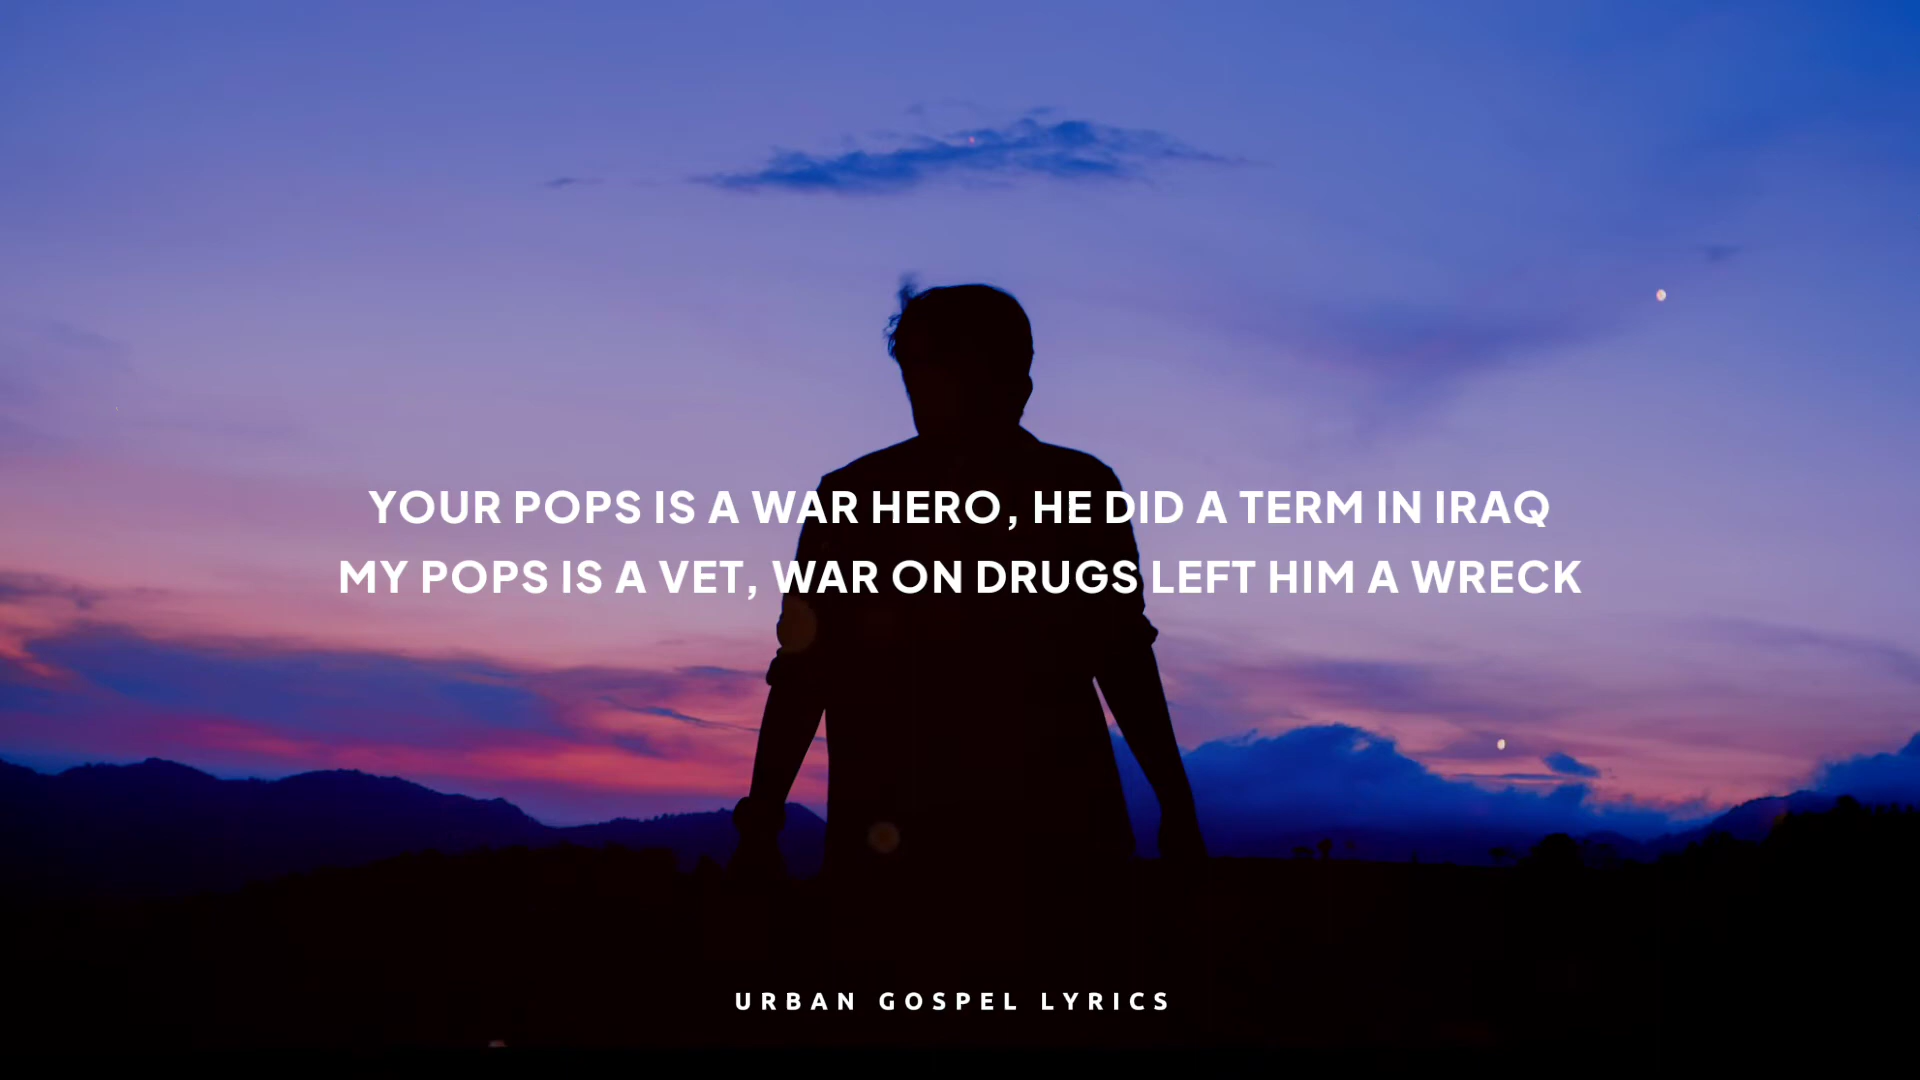 YOUR POPS IS A WAR HERO, HE DID A TERM IN IRAQ
MY POPS IS A VET, WAR ON DRUGS LEFT HIM A WRECK
URBAN GOSPEL LYRICS